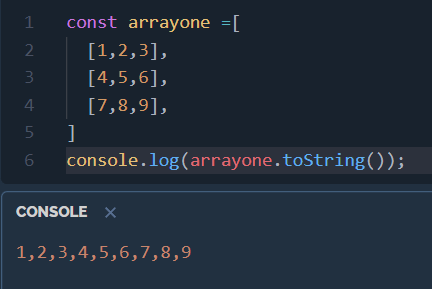 1 const arrayone =[
2 [1,2,3],
3 [4,5,6],
4 [7,8,9],
5 ]
6 console.log(arrayone.toString());
CONSOLE ×
1,2,3,4,5,6,7,8,9